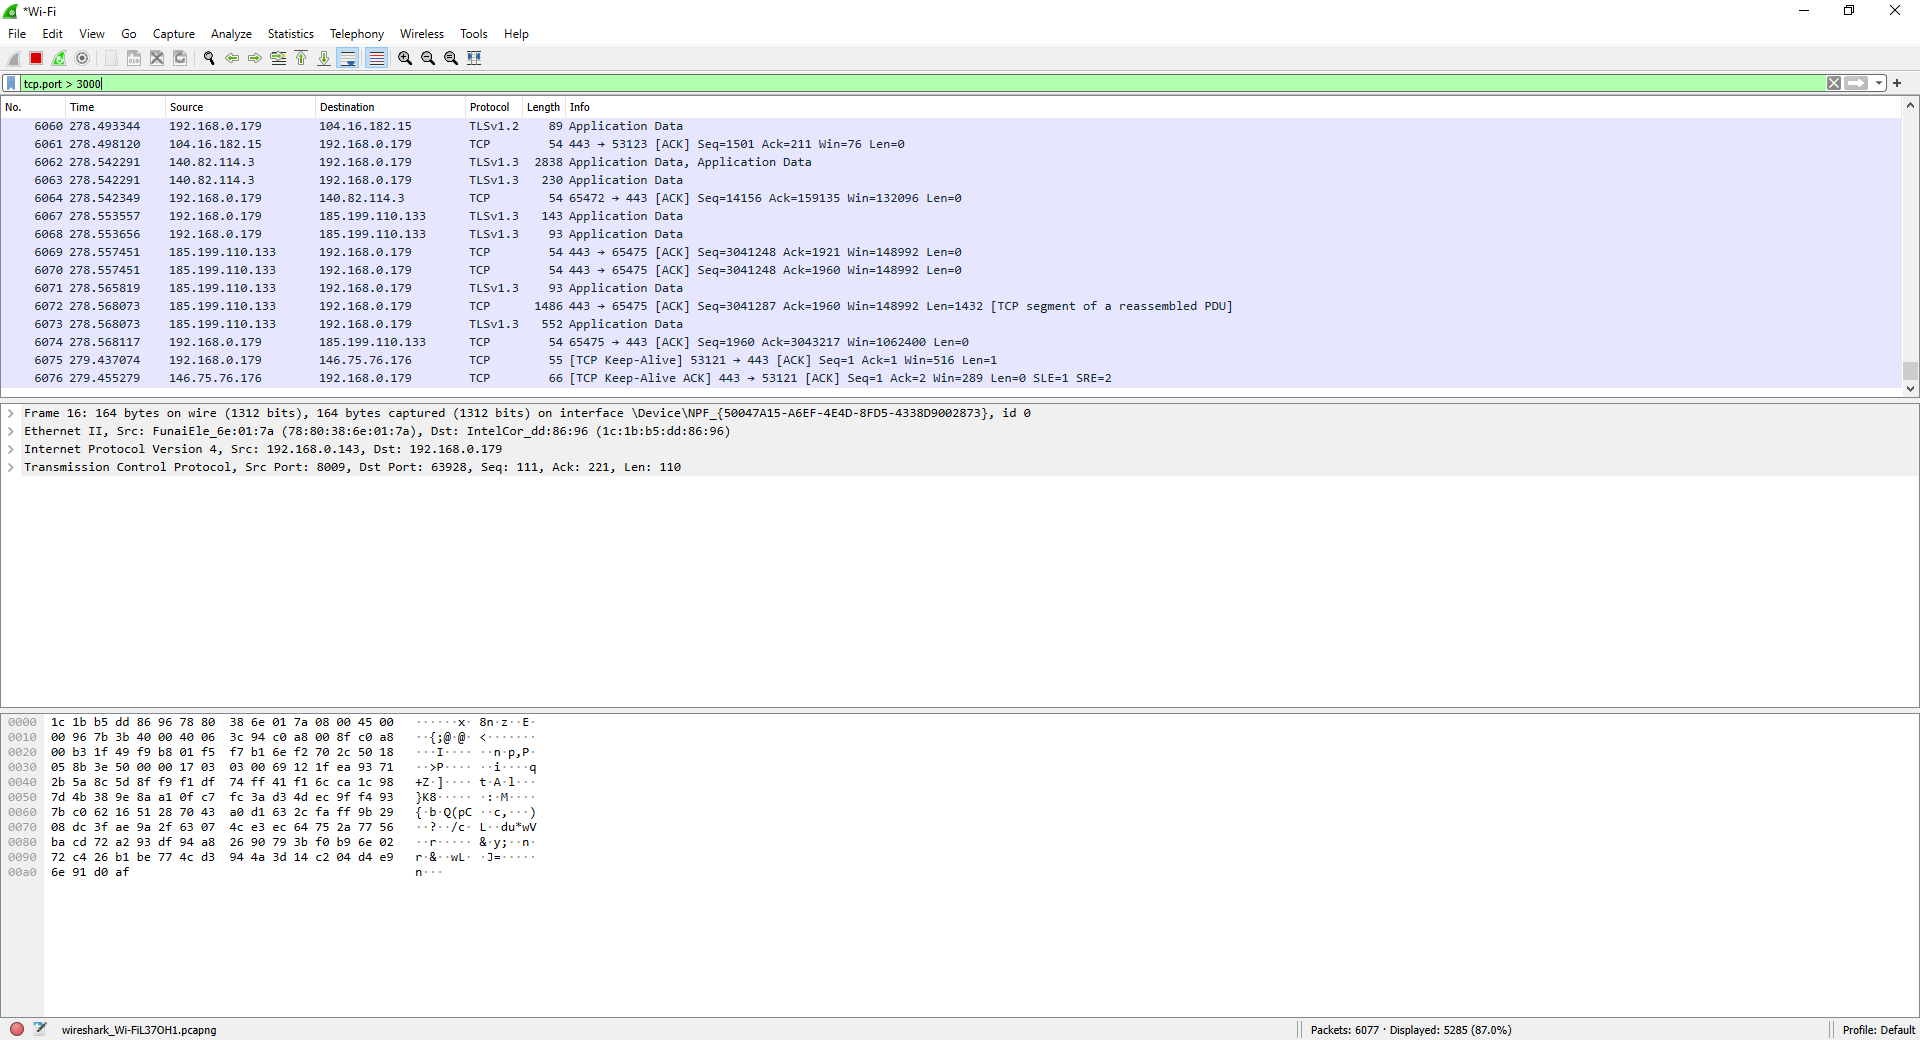 *Wi-Fi
File Edit View Go Capture Analyze Statistics Telephony Wireless Tools Help
tcp.port > 3000
No. Time Source Destination Protocol Length Info
6060 278.493344 192.168.0.179 104.16.182.15 TLSv1.2 89 Application Data
6061 278.498120 104.16.182.15 192.168.0.179 TCP 54 443 → 53123 [ACK] Seq=1501 Ack=211 Win=76 Len=0
6062 278.542291 140.82.114.3 192.168.0.179 TLSv1.3 2838 Application Data, Application Data
6063 278.542291 140.82.114.3 192.168.0.179 TLSv1.3 230 Application Data
6064 278.542349 192.168.0.179 140.82.114.3 TCP 54 65472 → 443 [ACK] Seq=14156 Ack=159135 Win=132096 Len=0
6067 278.553557 192.168.0.179 185.199.110.133 TLSv1.3 143 Application Data
6068 278.553656 192.168.0.179 185.199.110.133 TLSv1.3 93 Application Data
6069 278.557451 185.199.110.133 192.168.0.179 TCP 54 443 → 65475 [ACK] Seq=3041248 Ack=1921 Win=148992 Len=0
6070 278.557451 185.199.110.133 192.168.0.179 TCP 54 443 → 65475 [ACK] Seq=3041248 Ack=1960 Win=148992 Len=0
6071 278.565819 185.199.110.133 192.168.0.179 TLSv1.3 93 Application Data
6072 278.568073 185.199.110.133 192.168.0.179 TCP 1486 443 → 65475 [ACK] Seq=3041287 Ack=1960 Win=148992 Len=1432 [TCP segment of a reassembled PDU]
6073 278.568073 185.199.110.133 192.168.0.179 TLSv1.3 552 Application Data
6074 278.568117 192.168.0.179 185.199.110.133 TCP 54 65475 → 443 [ACK] Seq=1960 Ack=3043217 Win=1062400 Len=0
6075 279.437074 192.168.0.179 146.75.76.176 TCP 55 [TCP Keep-Alive] 53121 → 443 [ACK] Seq=1 Ack=1 Win=516 Len=1
6076 279.455279 146.75.76.176 192.168.0.179 TCP 66 [TCP Keep-Alive ACK] 443 → 53121 [ACK] Seq=1 Ack=2 Win=289 Len=0 SLE=1 SRE=2
Frame 16: 164 bytes on wire (1312 bits), 164 bytes captured (1312 bits) on interface \Device\NPF_{50047A15-A6EF-4E4D-8FD5-4338D9002873}, id 0
Ethernet II, Src: FunaiEle_6e:01:7a (78:80:38:6e:01:7a), Dst: IntelCor_dd:86:96 (1c:1b:b5:dd:86:96)
Internet Protocol Version 4, Src: 192.168.0.143, Dst: 192.168.0.179
Transmission Control Protocol, Src Port: 8009, Dst Port: 63928, Seq: 111, Ack: 221, Len: 110
0000 1c 1b b5 dd 86 96 78 80 38 6e 01 7a 08 00 45 00 ······x· 8n·z··E·
0010 00 96 7b 3b 40 00 40 06 3c 94 c0 a8 00 8f c0 a8 ··{;@·@· <·······
0020 00 b3 1f 49 f9 b8 01 f5 f7 b1 6e f2 70 2c 50 18 ···I···· ··n·p,P·
0030 05 8b 3e 50 00 00 17 03 03 00 69 12 1f ea 93 71 ··>P···· ··i····q
0040 2b 5a 8c 5d 8f f9 f1 df 74 ff 41 f1 6c ca 1c 98 +Z·]···· t·A·l···
0050 7d 4b 38 9e 8a a1 0f c7 fc 3a d3 4d ec 9f f4 93 }K8····· ·:·M····
0060 7b c0 62 16 51 28 70 43 a0 d1 63 2c fa ff 9b 29 {·b·Q(pC ··c,···)
0070 08 dc 3f ae 9a 2f 63 07 4c e3 ec 64 75 2a 77 56 ··?··/c· L··du*wV
0080 ba cd 72 a2 93 df 94 a8 26 90 79 3b f0 b9 6e 02 ··r····· &·y;··n·
0090 72 c4 26 b1 be 77 4c d3 94 4a 3d 14 c2 04 d4 e9 r·&··wL· ·J=·····
00a0 6e 91 d0 af n···
wireshark_Wi-FiL37OH1.pcapng Packets: 6077 · Displayed: 5285 (87.0%) Profile: Default